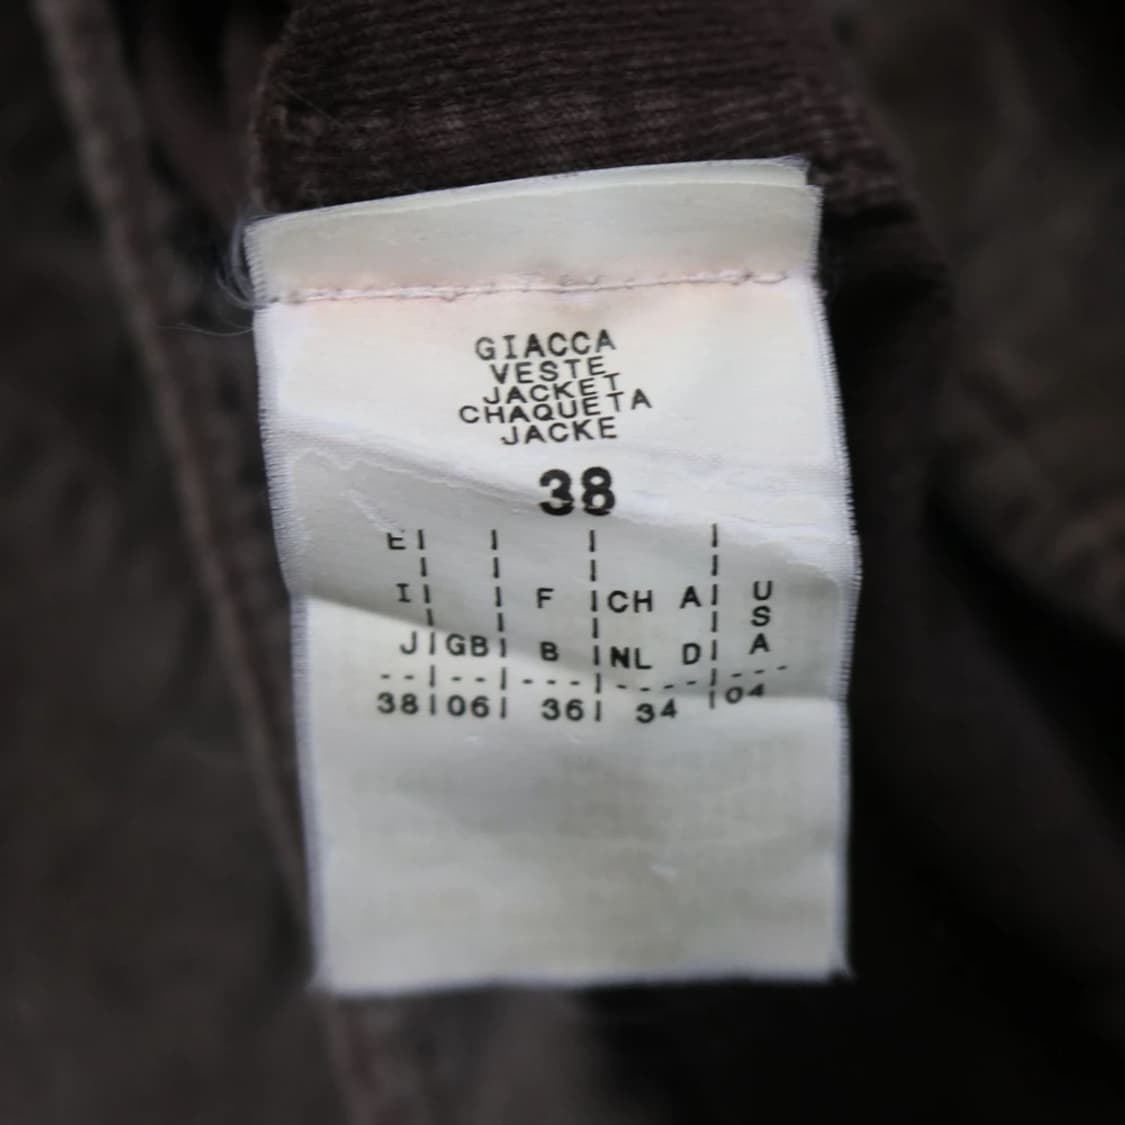 GIACCA
VESTE
JACKET
CHAQUETA
JACKE
38
E | | | |
I | | F | CH A | U
S
J | GB | B | NL D | A
--|--|---|----|---
38 | 06 | 36 | 34 | 04